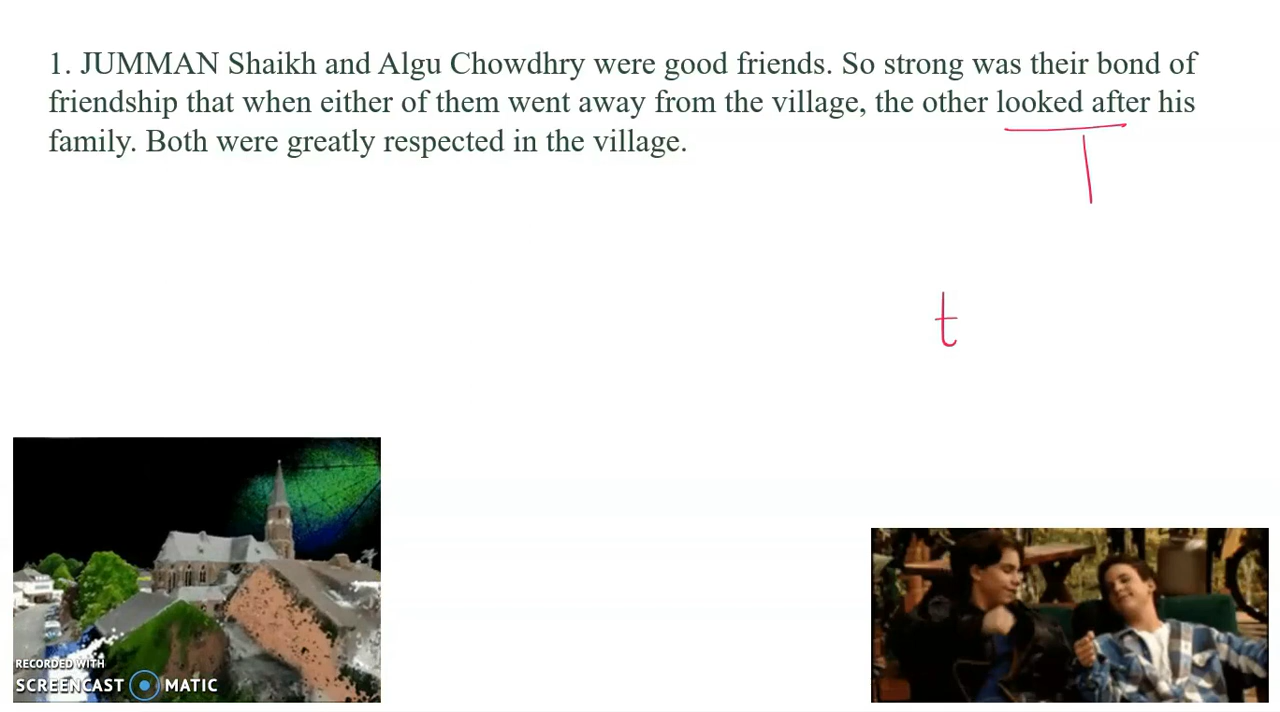 1. JUMMAN Shaikh and Algu Chowdhry were good friends. So strong was their bond of
friendship that when either of them went away from the village, the other looked after his
family. Both were greatly respected in the village.
t
RECORDED WITH
SCREENCAST MATIC